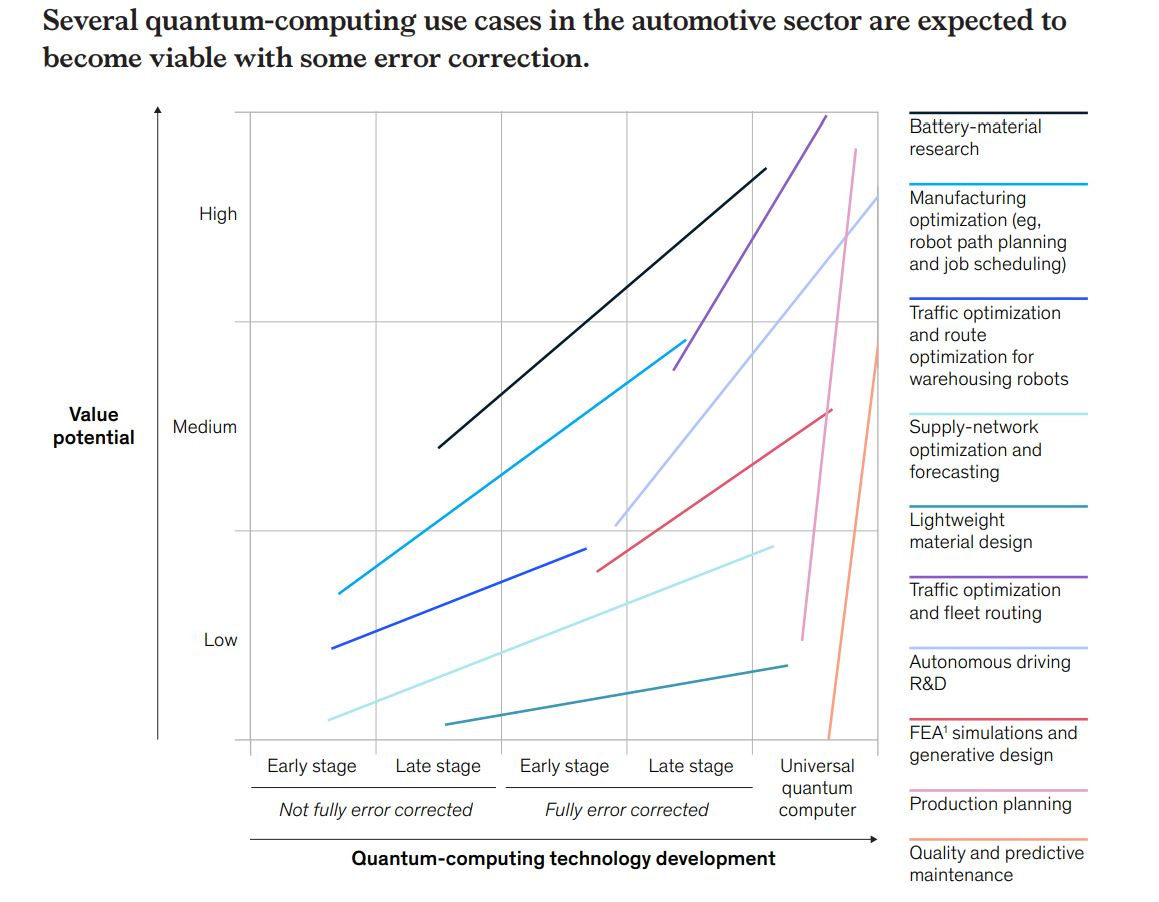 Several quantum-computing use cases in the automotive sector are expected to
become viable with some error correction.
High
Value
potential
Medium
Low
Early stage
Late stage
Early stage
Late stage
Universal
quantum
computer
Not fully error corrected
Fully error corrected
Quantum-computing technology development
Battery-material
research
Manufacturing
optimization (eg,
robot path planning
and job scheduling)
Traffic optimization
and route
optimization for
warehousing robots
Supply-network
optimization and
forecasting
Lightweight
material design
Traffic optimization
and fleet routing
Autonomous driving
R&D
FEA¹ simulations and
generative design
Production planning
Quality and predictive
maintenance